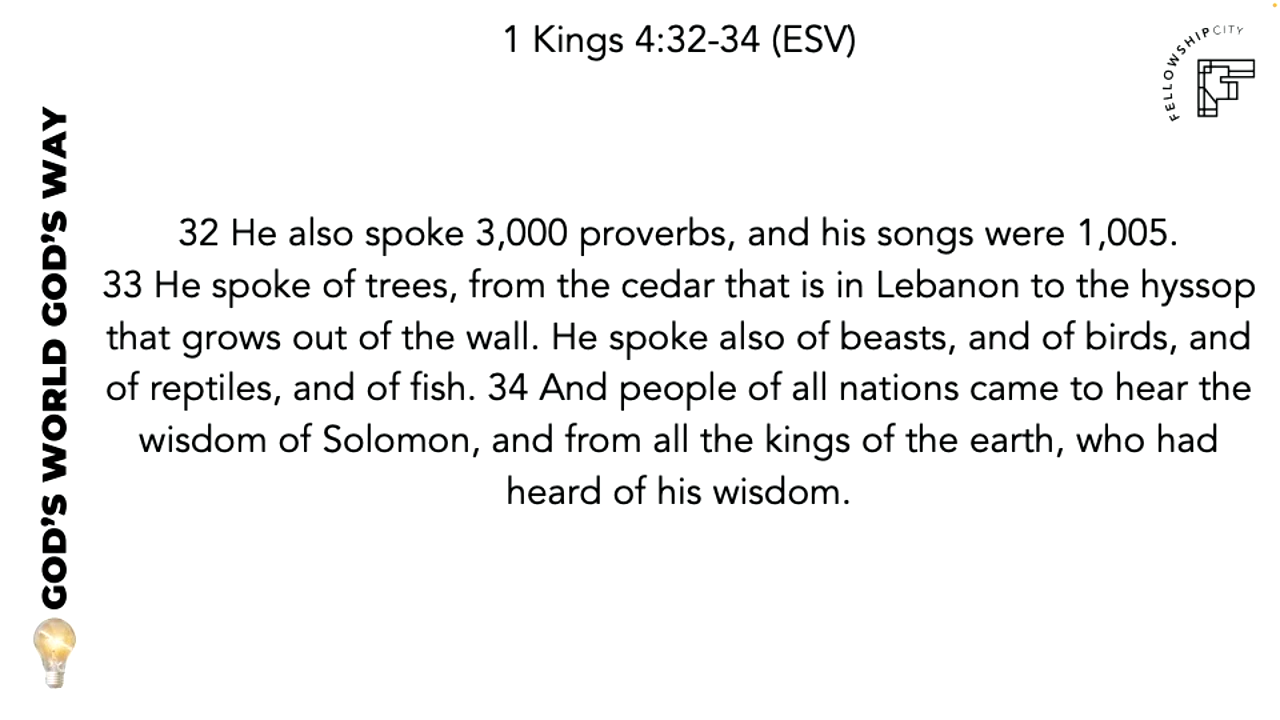 1 Kings 4:32-34 (ESV)
FELLOWSHIPCITY
GOD'S WORLD GOD'S WAY
32 He also spoke 3,000 proverbs, and his songs were 1,005.
33 He spoke of trees, from the cedar that is in Lebanon to the hyssop
that grows out of the wall. He spoke also of beasts, and of birds, and
of reptiles, and of fish. 34 And people of all nations came to hear the
wisdom of Solomon, and from all the kings of the earth, who had
heard of his wisdom.